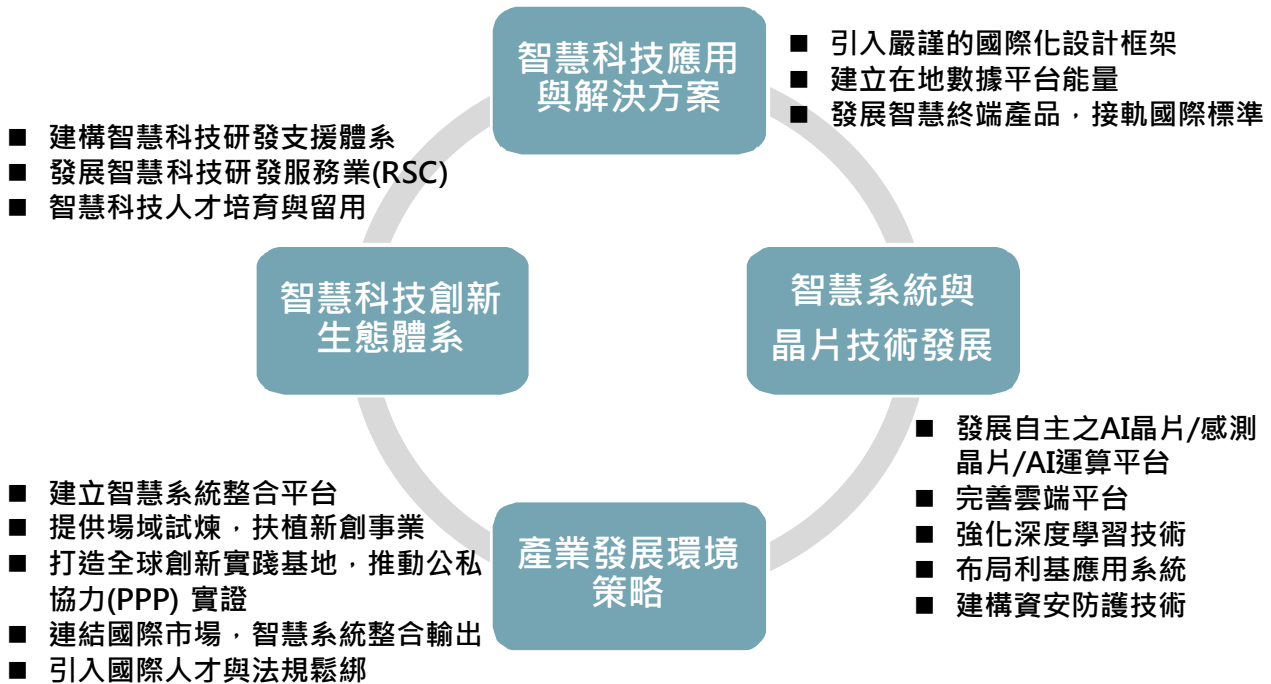 智慧科技應用
與解決方案
■ 引入嚴謹的國際化設計框架
■ 建立在地數據平台能量
■ 發展智慧終端產品，接軌國際標準
■ 建構智慧科技研發支援體系
■ 發展智慧科技研發服務業(RSC)
■ 智慧科技人才培育與留用
智慧科技創新
生態體系
智慧系統與
晶片技術發展
■ 發展自主之AI晶片/感測
晶片/AI運算平台
■ 完善雲端平台
■ 強化深度學習技術
■ 布局利基應用系統
■ 建構資安防護技術
■ 建立智慧系統整合平台
■ 提供場域試煉，扶植新創事業
■ 打造全球創新實踐基地，推動公私
協力(PPP) 實證
■ 連結國際市場，智慧系統整合輸出
■ 引入國際人才與法規鬆綁
產業發展環境
策略